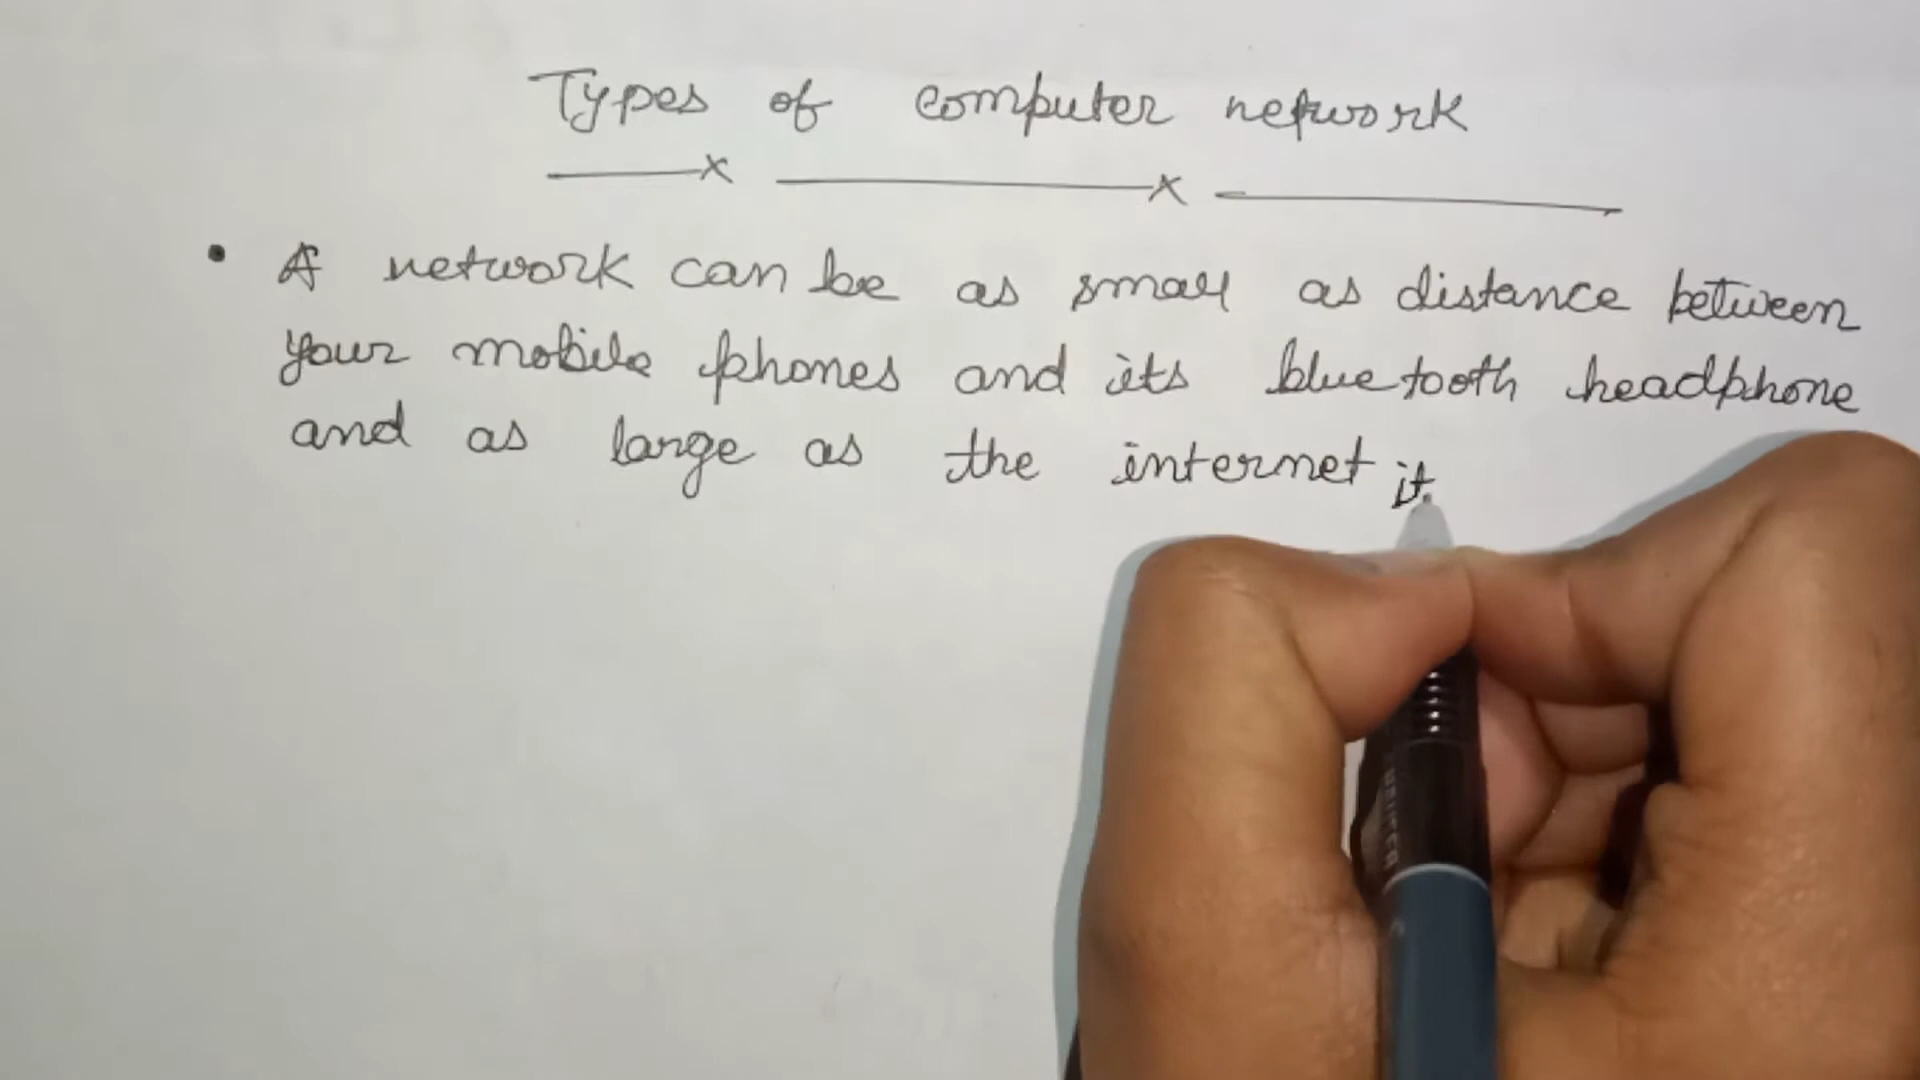 Types of computer network
A network can be as small as distance between
your mobile phones and its bluetooth headphone
and as large as the internet it